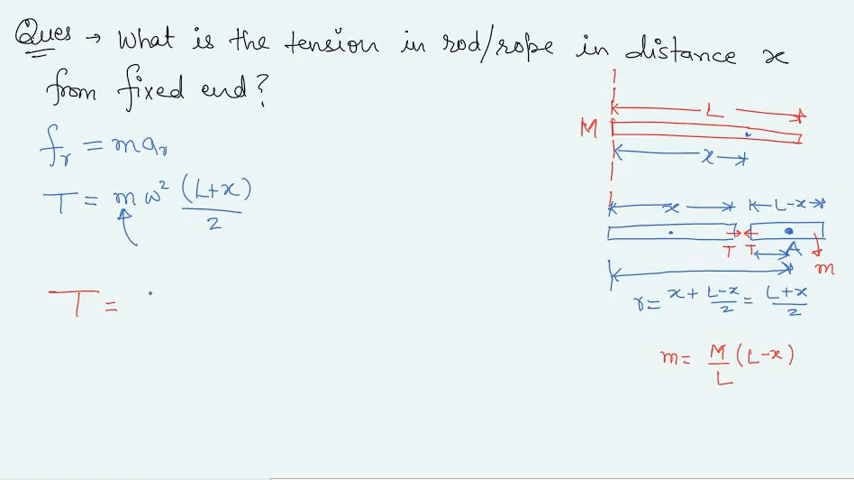 Ques → What is the tension in rod/rope in distance x
from fixed end?
f_r = ma_r
T = mω² (L+x)/2
T =
L
M
x
x
L-x
T T A
m
r = x + (L-x)/2 = (L+x)/2
m = M/L (L-x)